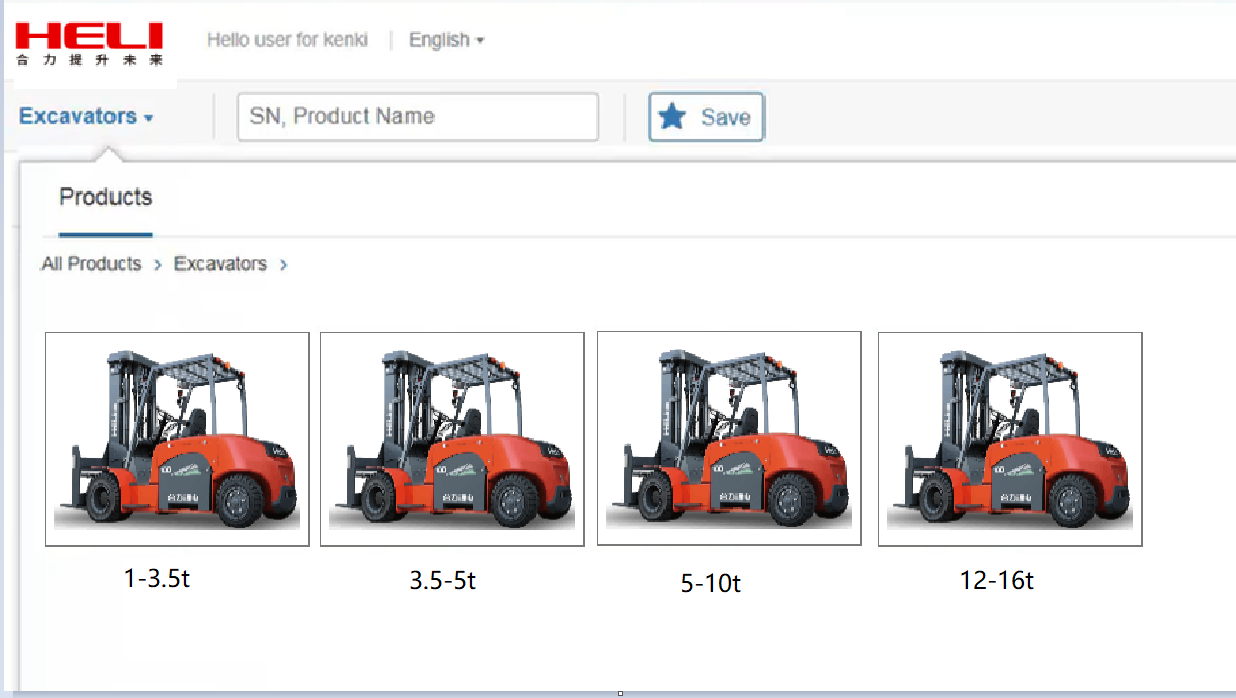 HELI
合力提升未来
Hello user for kenki | English
Excavators
SN, Product Name
Save
Products
All Products > Excavators >
1-3.5t
3.5-5t
5-10t
12-16t